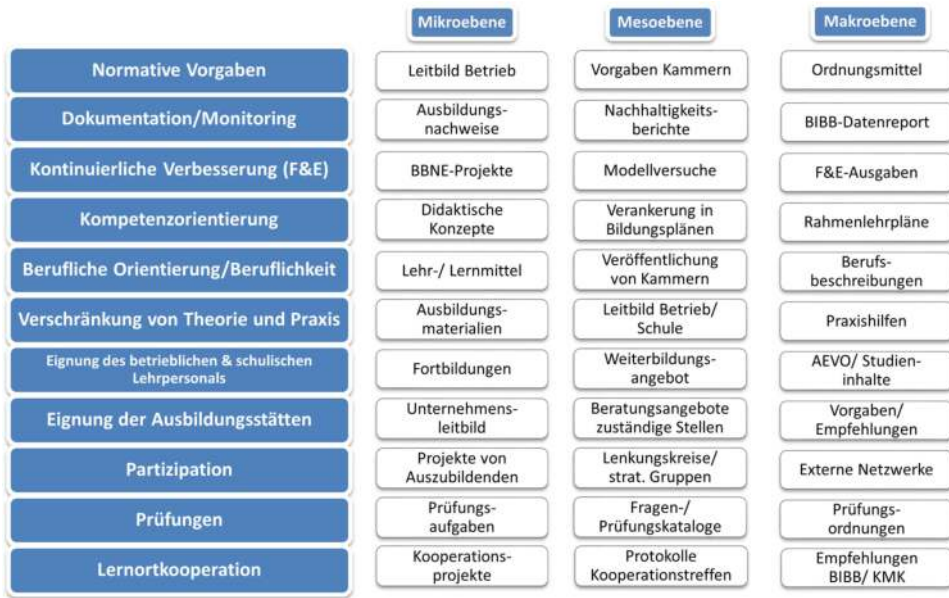 Mikroebene Mesoebene Makroebene
Normative Vorgaben Leitbild Betrieb Vorgaben Kammern Ordnungsmittel
Dokumentation/Monitoring
Ausbildungs-
nachweise
Nachhaltigkeits-
berichte
BIBB-Datenreport
Kontinuierliche Verbesserung (F&E) BBNE-Projekte Modellversuche F&E-Ausgaben
Kompetenzorientierung
Didaktische
Konzepte
Verankerung in
Bildungsplänen
Rahmenlehrpläne
Berufliche Orientierung/Beruflichkeit
Lehr-/ Lernmittel
Veröffentlichung
von Kammern
Berufs-
beschreibungen
Verschränkung von Theorie und Praxis
Ausbildungs-
materialien
Leitbild Betrieb/
Schule
Praxishilfen
Eignung des betrieblichen & schulischen
Lehrpersonals
Fortbildungen
Weiterbildungs-
angebot
AEVO/ Studien-
inhalte
Eignung der Ausbildungsstätten
Unternehmens-
leitbild
Beratungsangebote
zuständige Stellen
Vorgaben/
Empfehlungen
Partizipation
Projekte von
Auszubildenden
Lenkungskreise/
strat. Gruppen
Externe Netzwerke
Prüfungen
Prüfungs-
aufgaben
Fragen-/
Prüfungskataloge
Prüfungs-
ordnungen
Lernortkooperation
Kooperations-
projekte
Protokolle
Kooperationstreffen
Empfehlungen
BIBB/ KMK